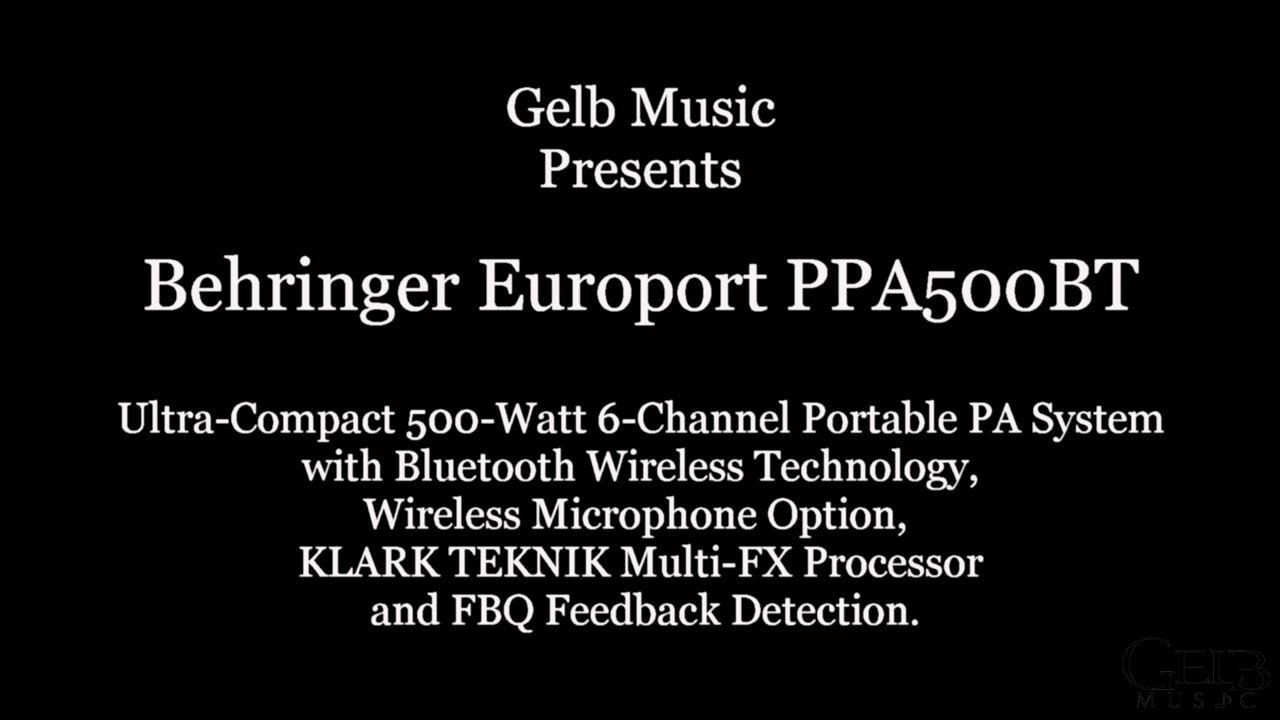 Gelb Music
Presents
Behringer Europort PPA500BT
Ultra-Compact 500-Watt 6-Channel Portable PA System
with Bluetooth Wireless Technology,
Wireless Microphone Option,
KLARK TEKNIK Multi-FX Processor
and FBQ Feedback Detection.
GELB
MUSIC